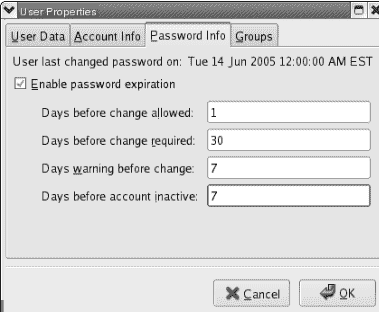 User Properties
User Data Account Info Password Info Groups
User last changed password on: Tue 14 Jun 2005 12:00:00 AM EST
Enable password expiration
Days before change allowed: 1
Days before change required: 30
Days warning before change: 7
Days before account inactive: 7
Cancel OK